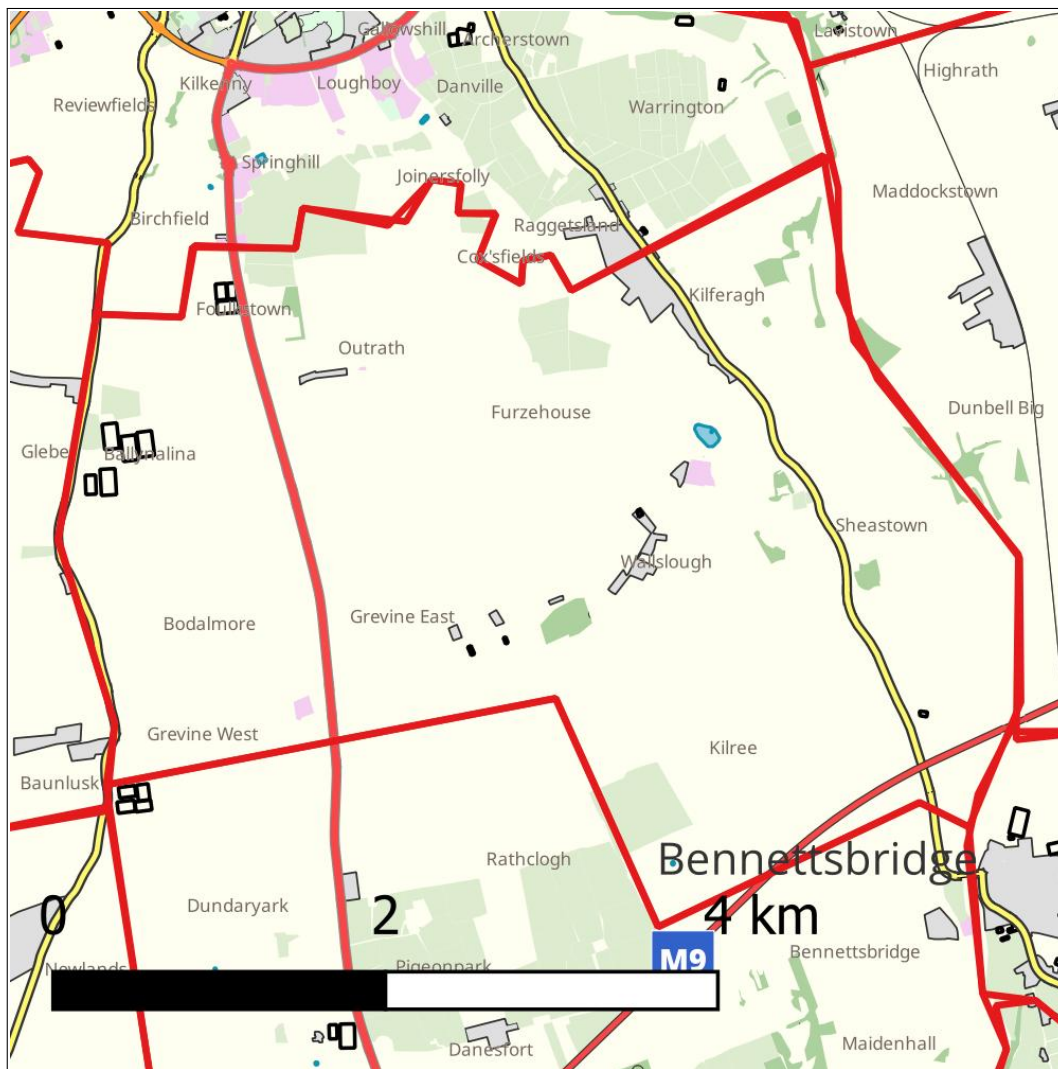 Gallowshill
Lavistown
Archerstown
Highrath
Kilkenny
Loughboy
Danville
Reviewfields
Warrington
Springhill
Joinersfolly
Maddockstown
Birchfield
Raggetsland
Cox'sfields
Kilferagh
Foulkstown
Outrath
Furzehouse
Dunbell Big
Glebe
Ballynalina
Sheastown
Wallslough
Grevine East
Bodalmore
Grevine West
Kilree
Baunlusk
Rathclogh
Bennettsbridge
Dundaryark
0
2
4 km
Bennettsbridge
M9
Newlands
Pigeonpark
Danesfort
Maidenhall